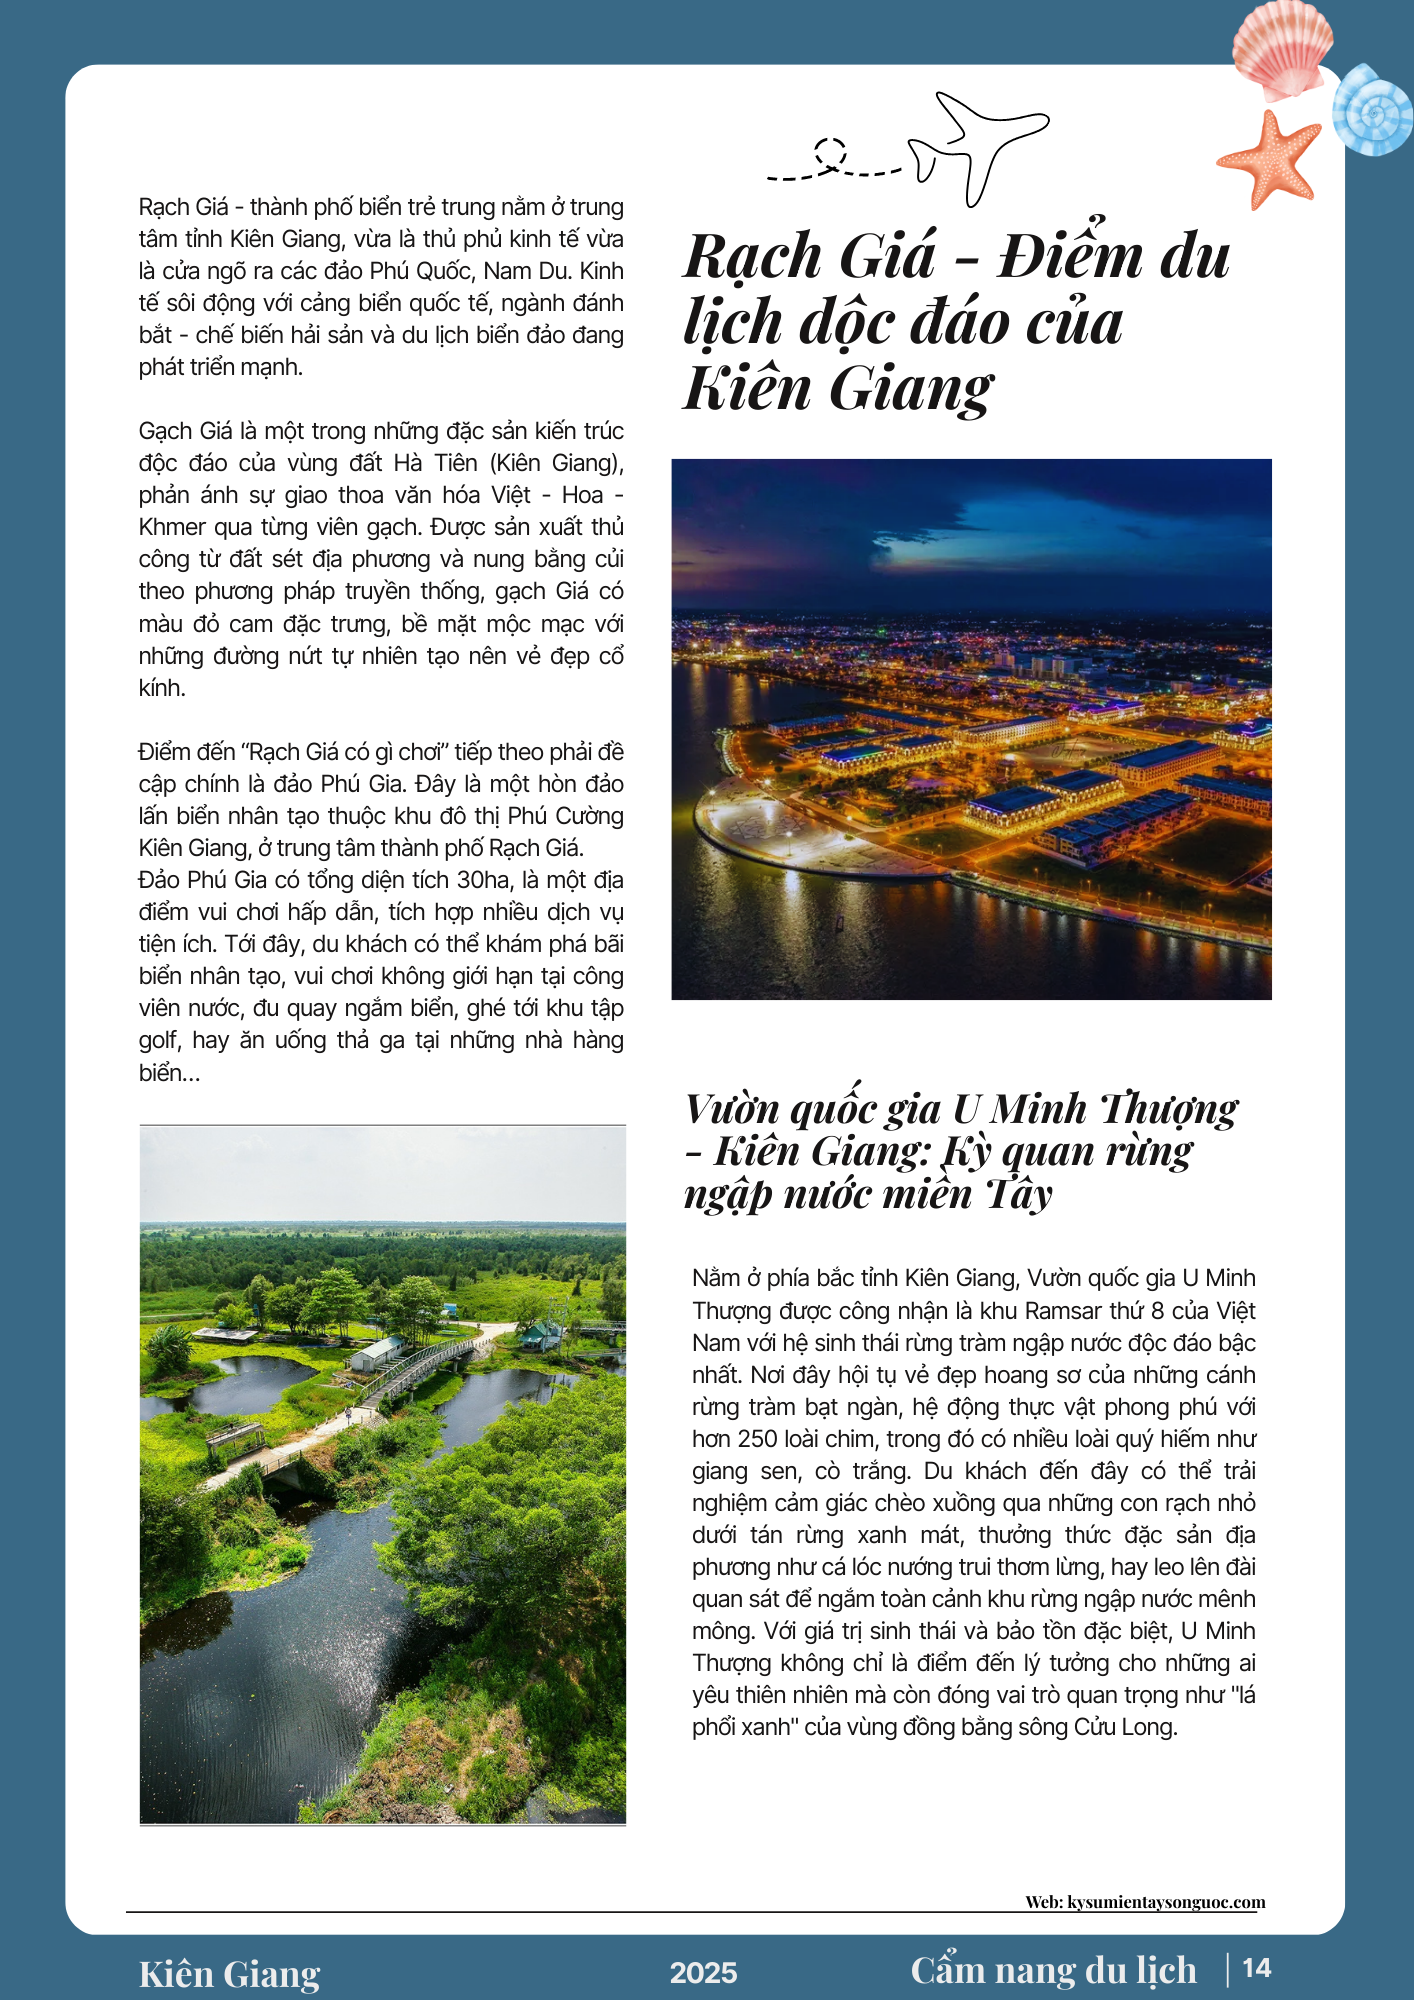 Rạch Giá - thành phố biển trẻ trung nằm ở trung
tâm tỉnh Kiên Giang, vừa là thủ phủ kinh tế vừa
là cửa ngõ ra các đảo Phú Quốc, Nam Du. Kinh
tế sôi động với cảng biển quốc tế, ngành đánh
bắt - chế biến hải sản và du lịch biển đảo đang
phát triển mạnh.
Gạch Giá là một trong những đặc sản kiến trúc
độc đáo của vùng đất Hà Tiên (Kiên Giang),
phản ánh sự giao thoa văn hóa Việt - Hoa -
Khmer qua từng viên gạch. Được sản xuất thủ
công từ đất sét địa phương và nung bằng củi
theo phương pháp truyền thống, gạch Giá có
màu đỏ cam đặc trưng, bề mặt mộc mạc với
những đường nứt tự nhiên tạo nên vẻ đẹp cổ
kính.
Điểm đến “Rạch Giá có gì chơi” tiếp theo phải đề
cập chính là đảo Phú Gia. Đây là một hòn đảo
lấn biển nhân tạo thuộc khu đô thị Phú Cường
Kiên Giang, ở trung tâm thành phố Rạch Giá.
Đảo Phú Gia có tổng diện tích 30ha, là một địa
điểm vui chơi hấp dẫn, tích hợp nhiều dịch vụ
tiện ích. Tới đây, du khách có thể khám phá bãi
biển nhân tạo, vui chơi không giới hạn tại công
viên nước, đu quay ngắm biển, ghé tới khu tập
golf, hay ăn uống thả ga tại những nhà hàng
biển...
Rạch Giá - Điểm du
lịch dộc đáo của
Kiên Giang
Vườn quốc gia U Minh Thượng
- Kiên Giang: Kỳ quan rừng
ngập nước miền Tây
Nằm ở phía bắc tỉnh Kiên Giang, Vườn quốc gia U Minh
Thượng được công nhận là khu Ramsar thứ 8 của Việt
Nam với hệ sinh thái rừng tràm ngập nước độc đáo bậc
nhất. Nơi đây hội tụ vẻ đẹp hoang sơ của những cánh
rừng tràm bạt ngàn, hệ động thực vật phong phú với
hơn 250 loài chim, trong đó có nhiều loài quý hiếm như
giang sen, cò trắng. Du khách đến đây có thể trải
nghiệm cảm giác chèo xuồng qua những con rạch nhỏ
dưới tán rừng xanh mát, thưởng thức đặc sản địa
phương như cá lóc nướng trui thơm lừng, hay leo lên đài
quan sát để ngắm toàn cảnh khu rừng ngập nước mênh
mông. Với giá trị sinh thái và bảo tồn đặc biệt, U Minh
Thượng không chỉ là điểm đến lý tưởng cho những ai
yêu thiên nhiên mà còn đóng vai trò quan trọng như "lá
phổi xanh" của vùng đồng bằng sông Cửu Long.
Web: kysumientaysonguoc.com
Kiên Giang
2025
Cẩm nang du lịch
14